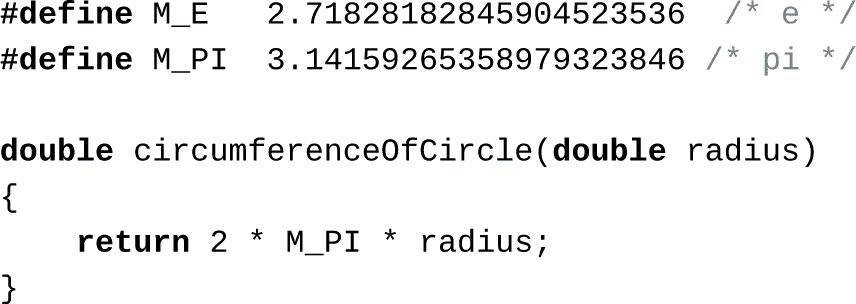 #define M_E   2.71828182845904523536  /* e */
#define M_PI  3.14159265358979323846 /* pi */
double circumferenceOfCircle(double radius)
{
    return 2 * M_PI * radius;
}